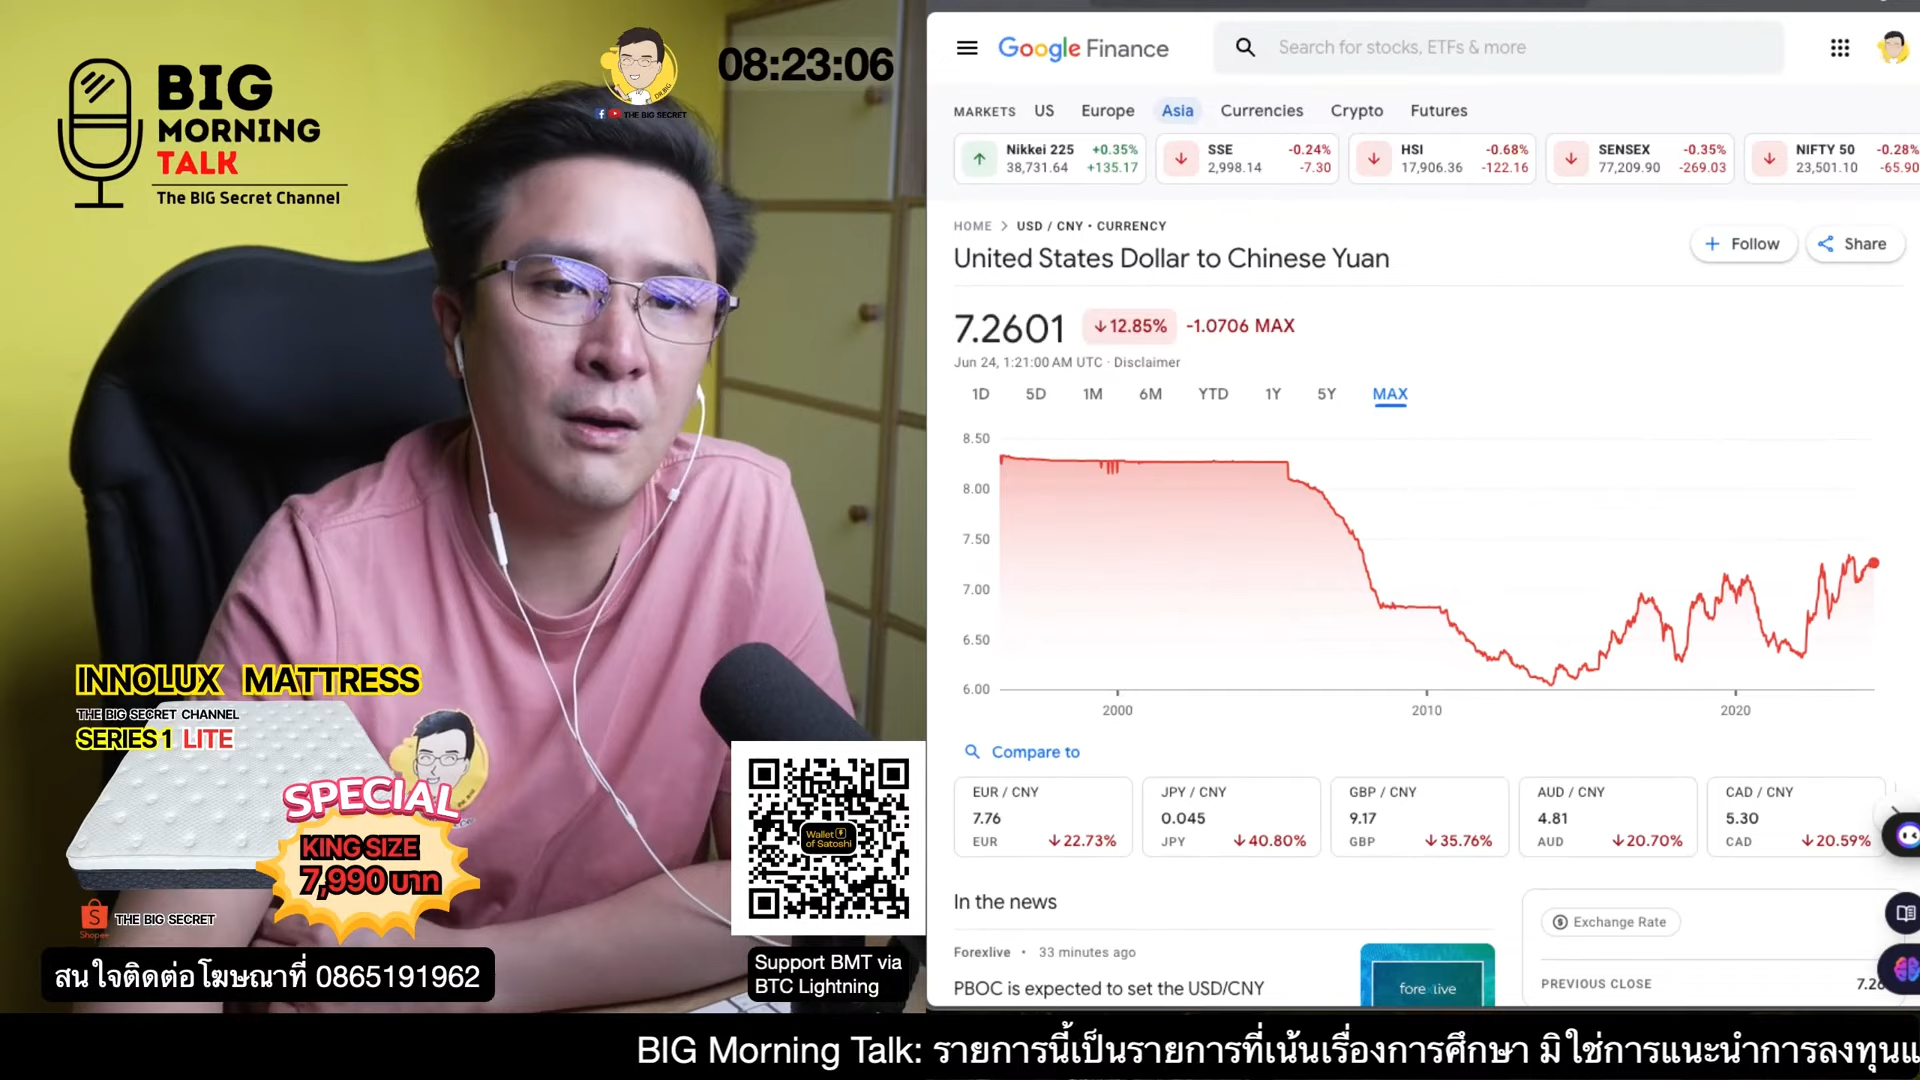 BIG
MORNING
TALK
The BIG Secret Channel
DR.BIG
THE BIG SECRET
08:23:06
INNOLUX MATTRESS
THE BIG SECRET CHANNEL
SERIES 1 LITE
SPECIAL
KING SIZE
7,990 บาท
Shopee
THE BIG SECRET
สนใจติดต่อโฆษณาที่ 0865191962
Wallet
of Satoshi
Support BMT via
BTC Lightning
Google Finance
Search for stocks, ETFs & more
MARKETS US Europe Asia Currencies Crypto Futures
Nikkei 225 +0.35%
38,731.64 +135.17
SSE -0.24%
2,998.14 -7.30
HSI -0.68%
17,906.36 -122.16
SENSEX -0.35%
77,209.90 -269.03
NIFTY 50 -0.28%
23,501.10 -65.90
HOME > USD / CNY • CURRENCY
United States Dollar to Chinese Yuan
+ Follow
Share
7.2601 ↓12.85% -1.0706 MAX
Jun 24, 1:21:00 AM UTC · Disclaimer
1D 5D 1M 6M YTD 1Y 5Y MAX
8.50
8.00
7.50
7.00
6.50
6.00
2000 2010 2020
Compare to
EUR / CNY
7.76
EUR ↓22.73%
JPY / CNY
0.045
JPY ↓40.80%
GBP / CNY
9.17
GBP ↓35.76%
AUD / CNY
4.81
AUD ↓20.70%
CAD / CNY
5.30
CAD ↓20.59%
In the news
Forexlive • 33 minutes ago
PBOC is expected to set the USD/CNY
forexlive
Exchange Rate
PREVIOUS CLOSE 7.26
BIG Morning Talk: รายการนี้เป็นรายการที่เน้นเรื่องการศึกษา มิใช่การแนะนำการลงทุนแ